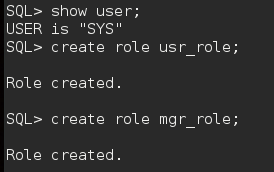 SQL> show user;
USER is "SYS"
SQL> create role usr_role;
Role created.
SQL> create role mgr_role;
Role created.